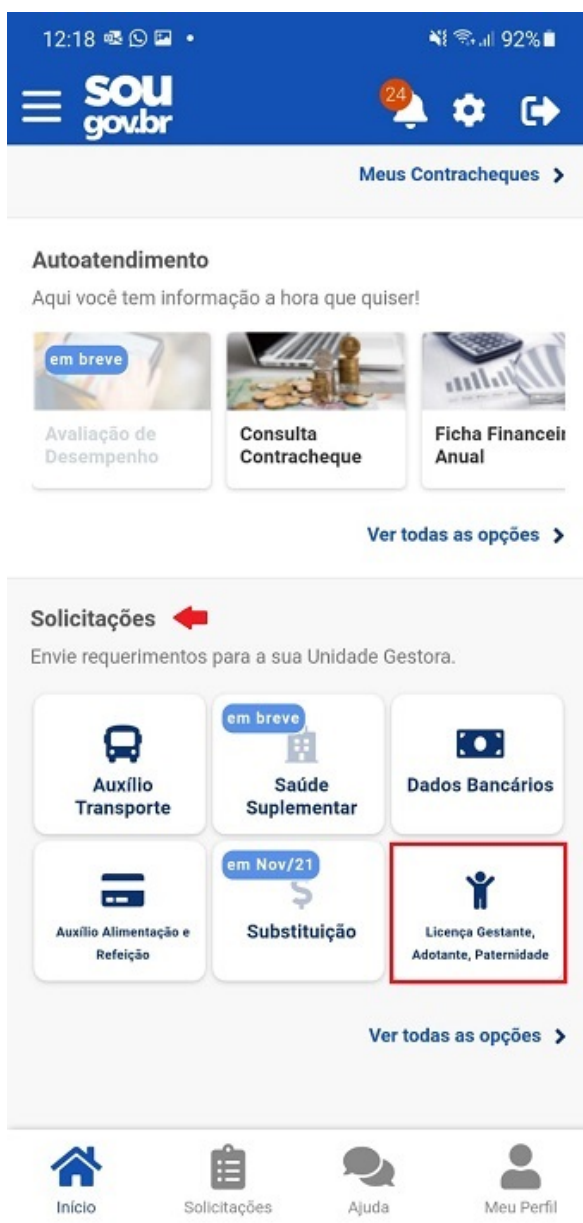 12:18
92%
sou
gov.br
24
Meus Contracheques
Autoatendimento
Aqui você tem informação a hora que quiser!
em breve
Avaliação de
Desempenho
Consulta
Contracheque
Ficha Financeir
Anual
Ver todas as opções
Solicitações
Envie requerimentos para a sua Unidade Gestora.
Auxílio
Transporte
em breve
Saúde
Suplementar
Dados Bancários
Auxílio Alimentação e
Refeição
em Nov/21
Substituição
Licença Gestante,
Adotante, Paternidade
Ver todas as opções
Início
Solicitações
Ajuda
Meu Perfil